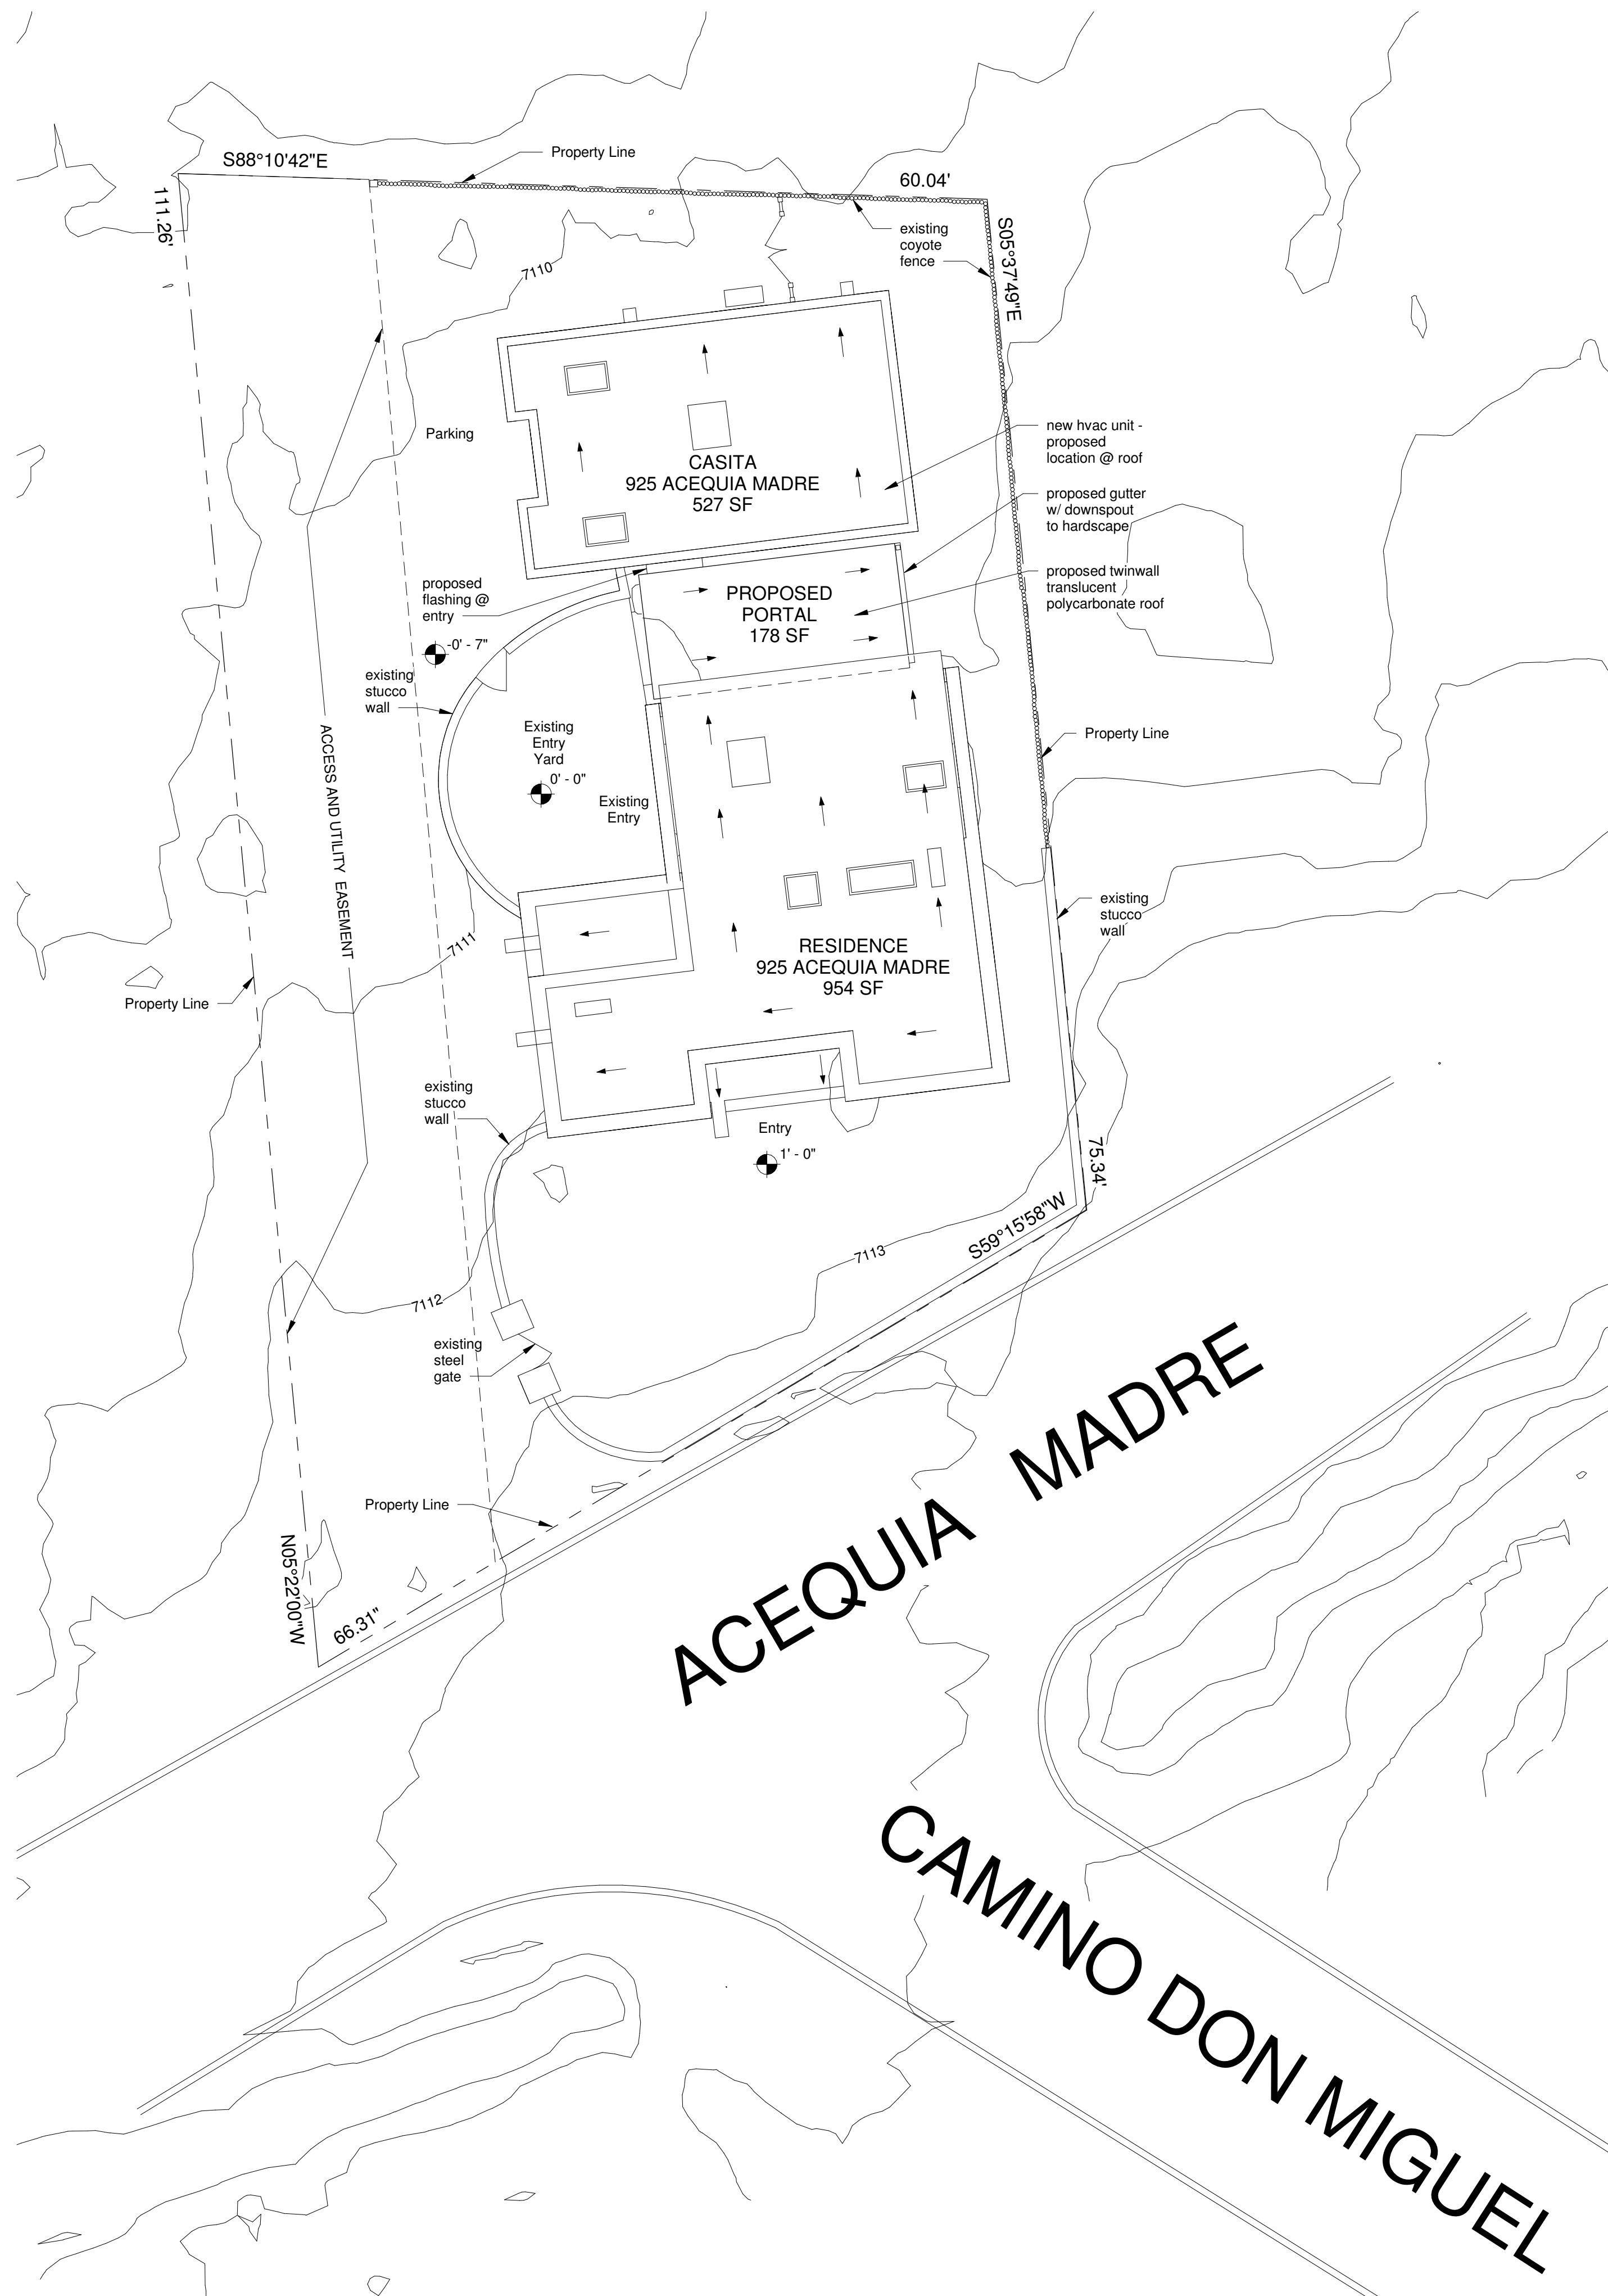 S88°10'42"E
Property Line
60.04'
111.26'
existing
coyote
fence
S05°37'49"E
7110
Parking
new hvac unit -
proposed
location @ roof
CASITA
925 ACEQUIA MADRE
527 SF
proposed gutter
w/ downspout
to hardscape
proposed
flashing @
entry
PROPOSED
PORTAL
178 SF
proposed twinwall
translucent
polycarbonate roof
-0' - 7"
existing
stucco
wall
Existing
Entry
Yard
0' - 0"
Existing
Entry
Property Line
ACCESS AND UTILITY EASEMENT
existing
stucco
wall
7111
RESIDENCE
925 ACEQUIA MADRE
954 SF
Property Line
existing
stucco
wall
Entry
1' - 0"
75.34'
S59°15'58"W
7113
7112
existing
steel
gate
Property Line
N05°22'00"W
66.31"
ACEQUIA MADRE
CAMINO DON MIGUEL